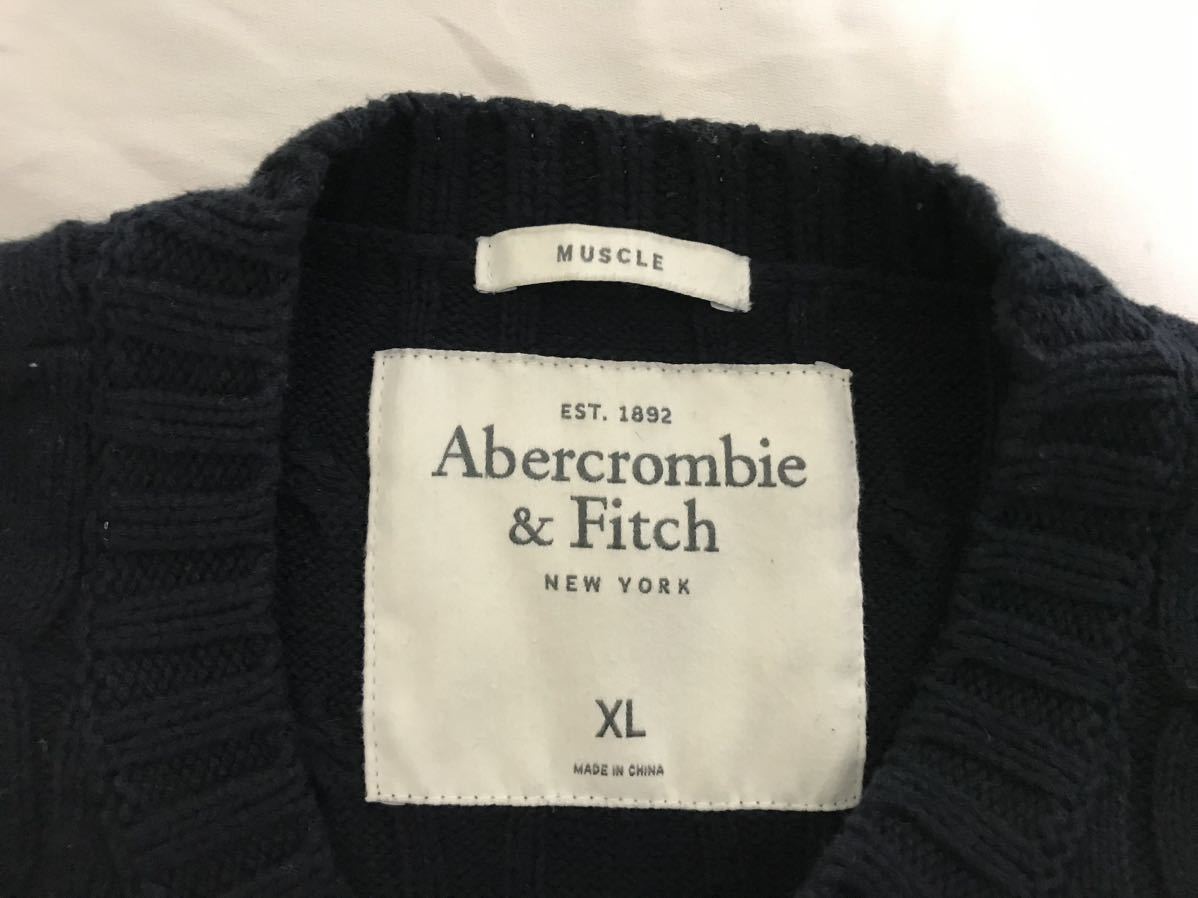 MUSCLE
EST. 1892
Abercrombie
& Fitch
NEW YORK
XL
MADE IN CHINA